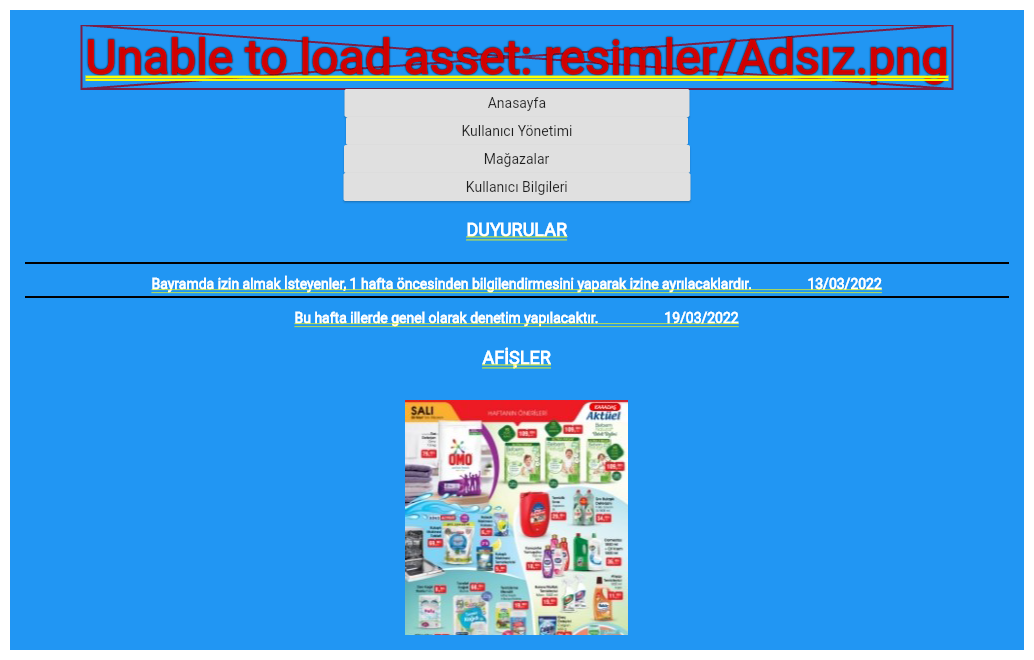 Unable to load asset: resimler/Adsız.png
Anasayfa
Kullanıcı Yönetimi
Mağazalar
Kullanıcı Bilgileri
DUYURULAR
Bayramda izin almak İsteyenler, 1 hafta öncesinden bilgilendirmesini yaparak izine ayrılacaklardır. 13/03/2022
Bu hafta illerde genel olarak denetim yapılacaktır. 19/03/2022
AFİŞLER
SALI
HAFTANIN ÖNERİLERİ
Aktüel
OMO